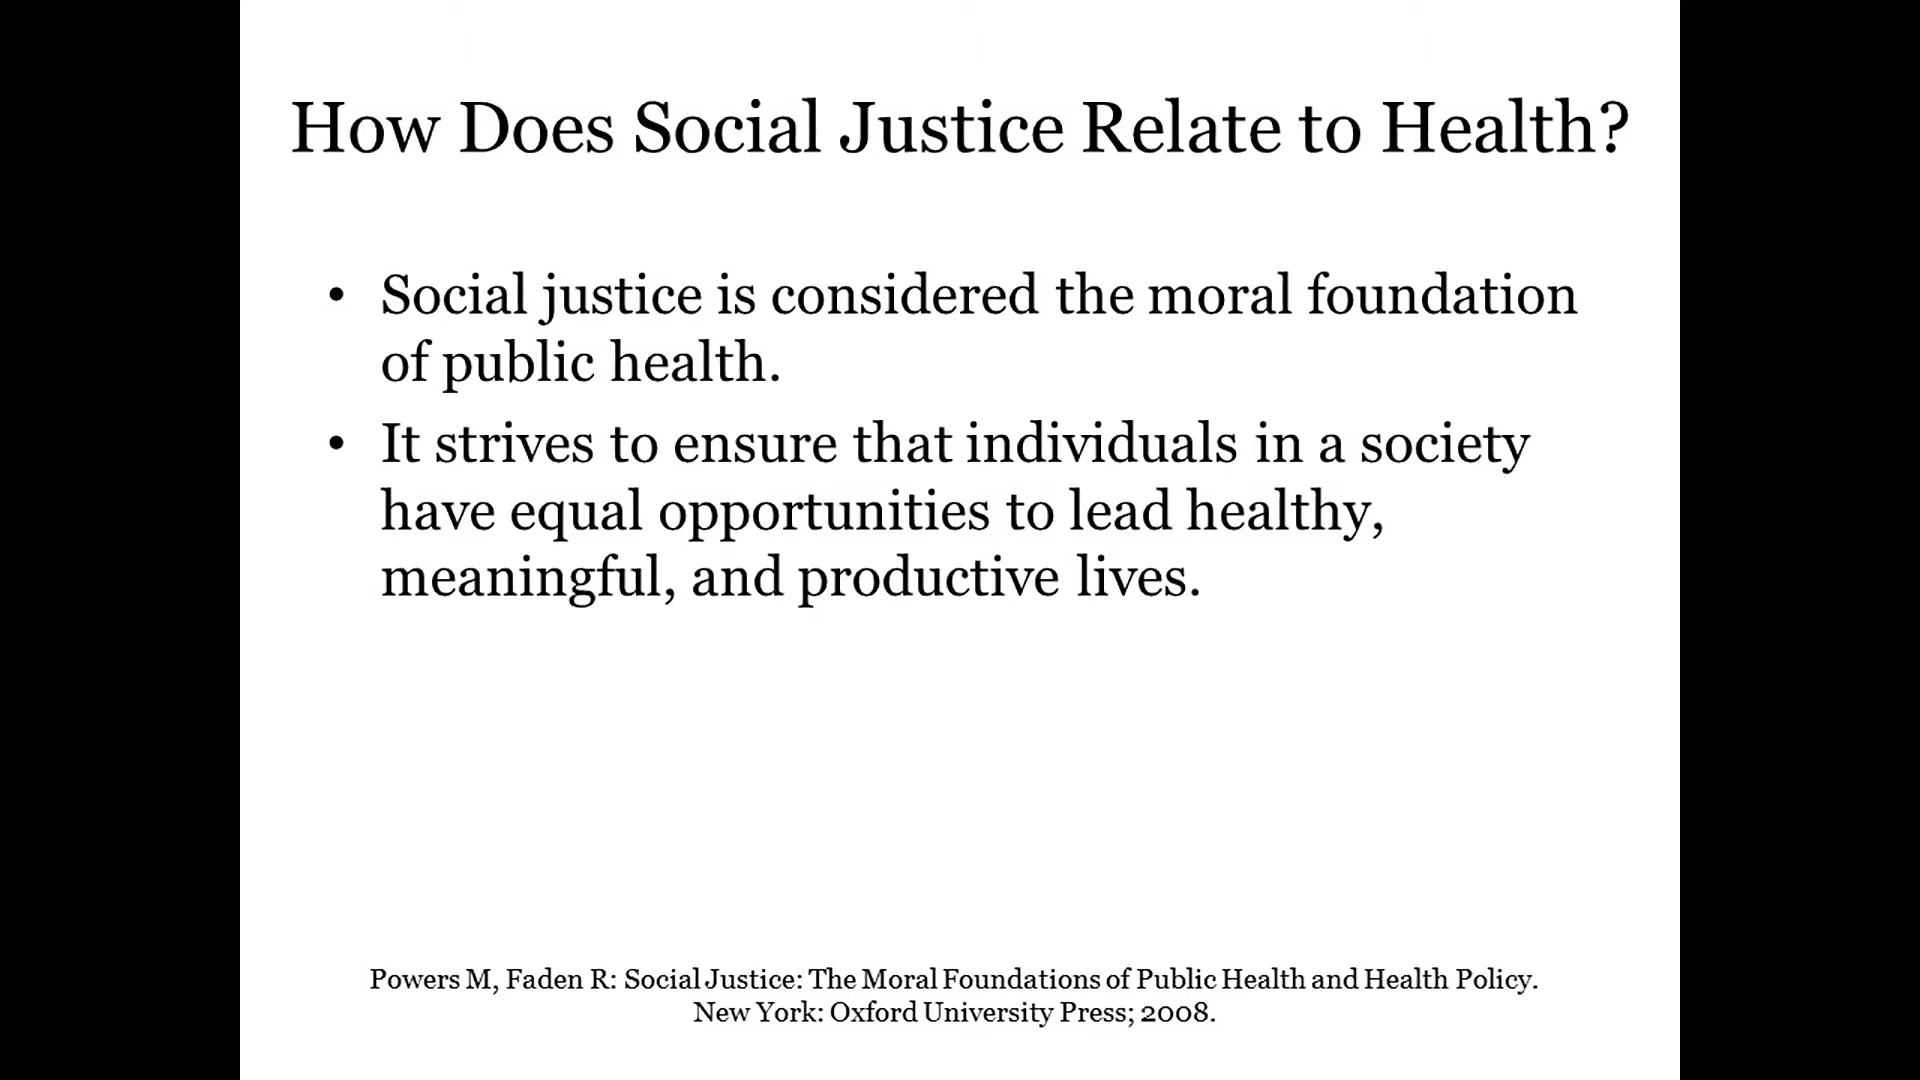 How Does Social Justice Relate to Health?
• Social justice is considered the moral foundation
of public health.
• It strives to ensure that individuals in a society
have equal opportunities to lead healthy,
meaningful, and productive lives.
Powers M, Faden R: Social Justice: The Moral Foundations of Public Health and Health Policy.
New York: Oxford University Press; 2008.